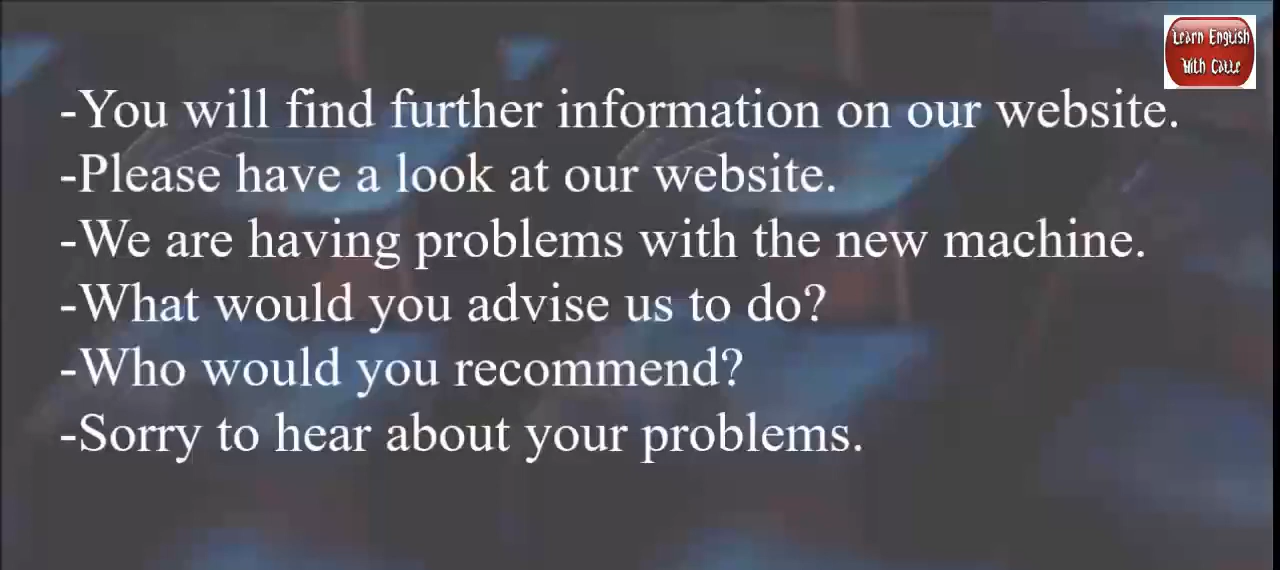 Learn English
With Catle
-You will find further information on our website.
-Please have a look at our website.
-We are having problems with the new machine.
-What would you advise us to do?
-Who would you recommend?
-Sorry to hear about your problems.